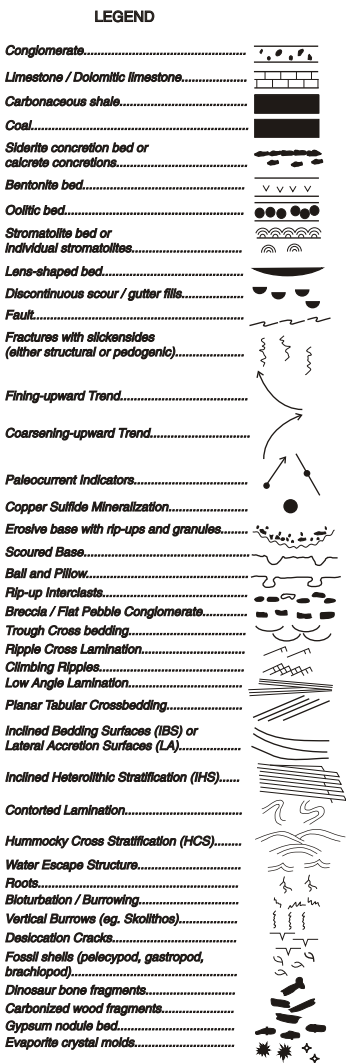 LEGEND
Conglomerate................................................
Limestone / Dolomitic limestone...................
Carbonaceous shale.....................................
Coal................................................................
Siderite concretion bed or
calcrete concretions......................................
Bentonite bed................................................
Oolitic bed.....................................................
Stromatolite bed or
individual stromatolites................................
Lens-shaped bed..........................................
Discontinuous scour / gutter fills..................
Fault..............................................................
Fractures with slickensides
(either structural or pedogenic)....................
Fining-upward Trend.....................................
Coarsening-upward Trend.............................
Paleocurrent Indicators.................................
Copper Sulfide Mineralization.......................
Erosive base with rip-ups and granules........
Scoured Base................................................
Ball and Pillow...............................................
Rip-up Interclasts..........................................
Breccia / Flat Pebble Conglomerate.............
Trough Cross bedding...................................
Ripple Cross Lamination...............................
Climbing Ripples...........................................
Low Angle Lamination...................................
Planar Tabular Crossbedding........................
Inclined Bedding Surfaces (IBS) or
Lateral Accretion Surfaces (LA)...................
Inclined Heterolithic Stratification (IHS)......
Contorted Lamination...................................
Hummocky Cross Stratification (HCS)........
Water Escape Structure................................
Roots............................................................
Bioturbation / Burrowing...............................
Vertical Burrows (eg. Skolithos)..................
Desiccation Cracks.......................................
Fossil shells (pelecypod, gastropod,
brachiopod)..................................................
Dinosaur bone fragments...........................
Carbonized wood fragments......................
Gypsum nodule bed...................................
Evaporite crystal molds..............................